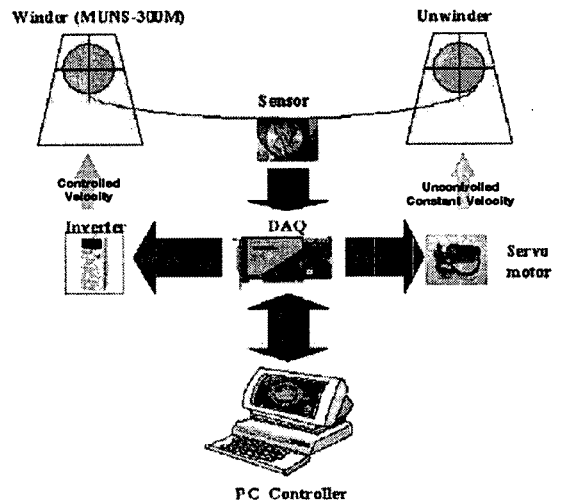 Winder (MUNS-300M)
Unwinder
Sensor
Controlled
Velocity
Uncontrolled
Constant Velocity
Inverter
DAQ
Servo
motor
PC Controller